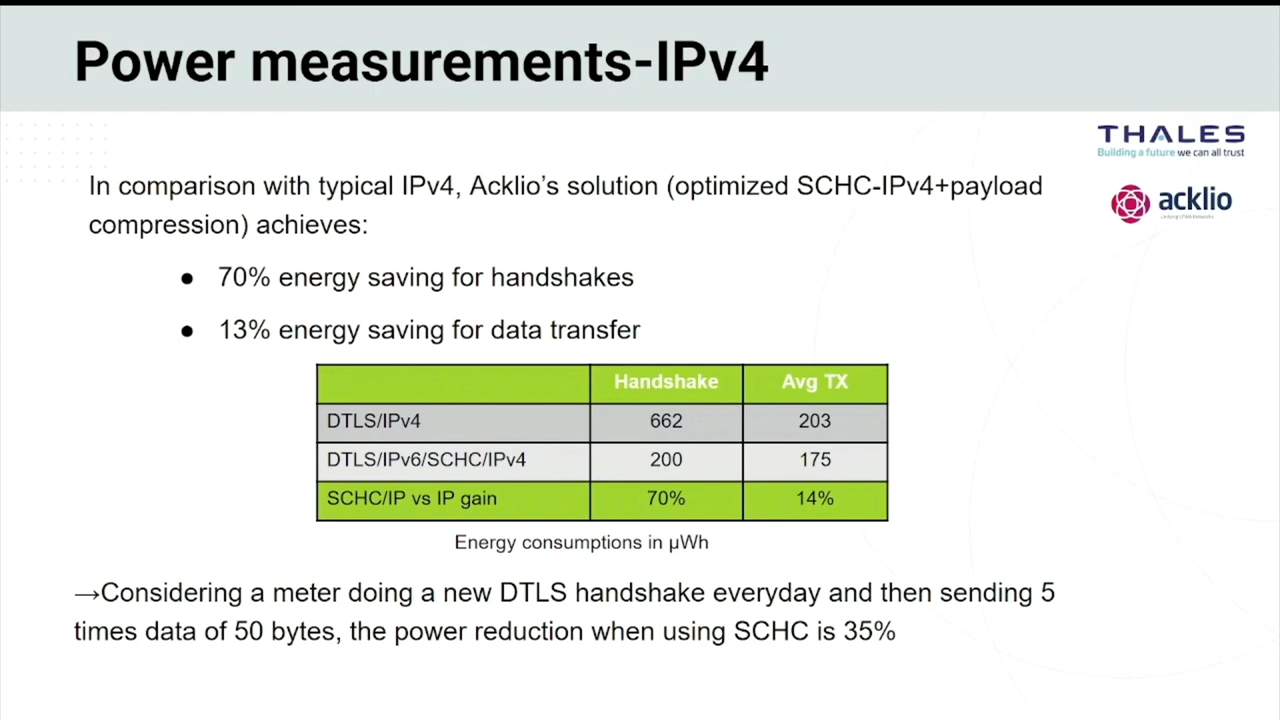 Power measurements-IPv4
THALES
Building a future we can all trust
acklio
In comparison with typical IPv4, Acklio's solution (optimized SCHC-IPv4+payload
compression) achieves:
● 70% energy saving for handshakes
● 13% energy saving for data transfer
Handshake Avg TX
DTLS/IPv4 662 203
DTLS/IPv6/SCHC/IPv4 200 175
SCHC/IP vs IP gain 70% 14%
Energy consumptions in µWh
→Considering a meter doing a new DTLS handshake everyday and then sending 5
times data of 50 bytes, the power reduction when using SCHC is 35%